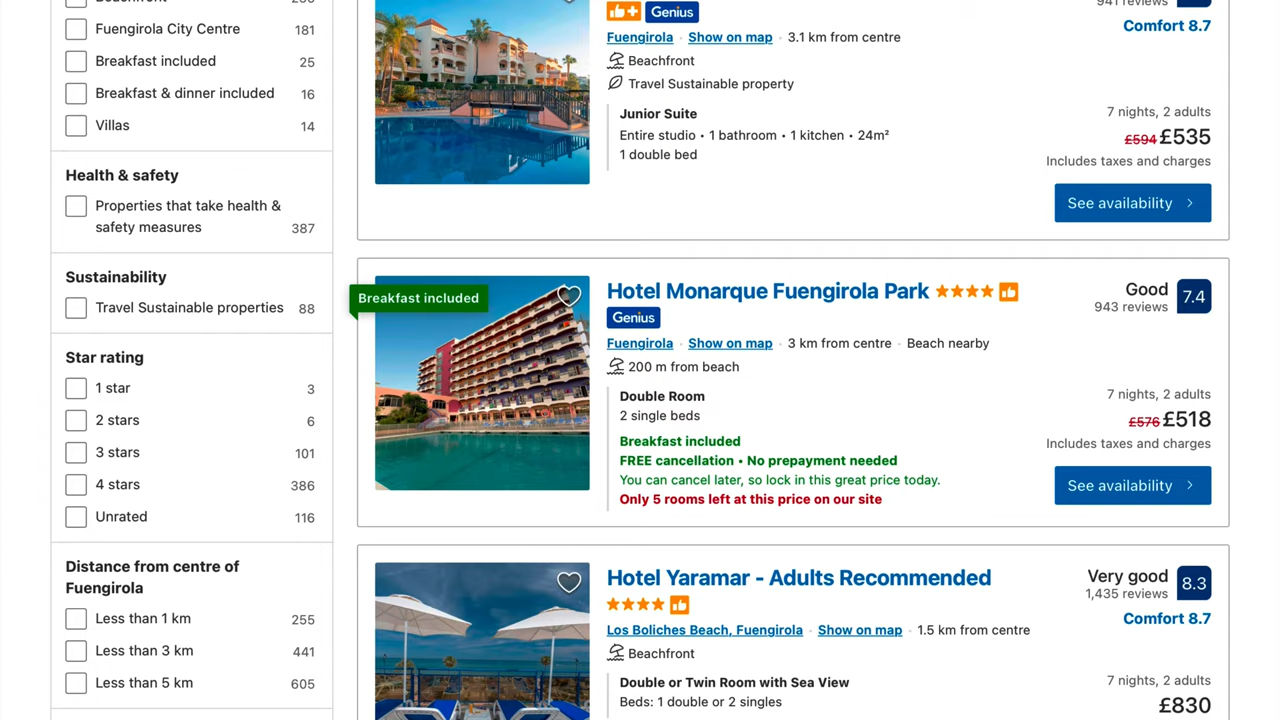 Fuengirola City Centre 181
Breakfast included 25
Breakfast & dinner included 16
Villas 14
Health & safety
Properties that take health &
safety measures 387
Sustainability
Travel Sustainable properties 88
Star rating
1 star 3
2 stars 6
3 stars 101
4 stars 386
Unrated 116
Distance from centre of
Fuengirola
Less than 1 km 255
Less than 3 km 441
Less than 5 km 605
Genius
941 reviews
Comfort 8.7
Fuengirola · Show on map · 3.1 km from centre
Beachfront
Travel Sustainable property
Junior Suite
Entire studio • 1 bathroom • 1 kitchen • 24m²
1 double bed
7 nights, 2 adults
£594 £535
Includes taxes and charges
See availability
Breakfast included
Hotel Monarque Fuengirola Park
Genius
Good 7.4
943 reviews
Fuengirola · Show on map · 3 km from centre · Beach nearby
200 m from beach
Double Room
2 single beds
Breakfast included
FREE cancellation • No prepayment needed
You can cancel later, so lock in this great price today.
Only 5 rooms left at this price on our site
7 nights, 2 adults
£576 £518
Includes taxes and charges
See availability
Hotel Yaramar - Adults Recommended
Very good 8.3
1,435 reviews
Comfort 8.7
Los Boliches Beach, Fuengirola · Show on map · 1.5 km from centre
Beachfront
Double or Twin Room with Sea View
Beds: 1 double or 2 singles
7 nights, 2 adults
£830